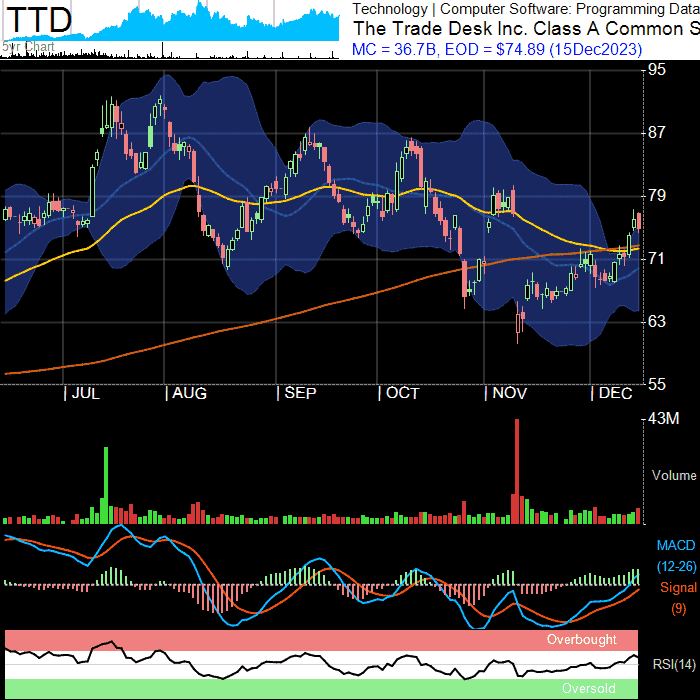 TTD
5yr Chart
Technology | Computer Software: Programming Data
The Trade Desk Inc. Class A Common S
MC = 36.7B, EOD = $74.89 (15Dec2023)
95
87
79
71
63
55
| JUL | AUG | SEP | OCT | NOV | DEC
43M
Volume
MACD
(12-26)
Signal
(9)
Overbought
RSI(14)
Oversold